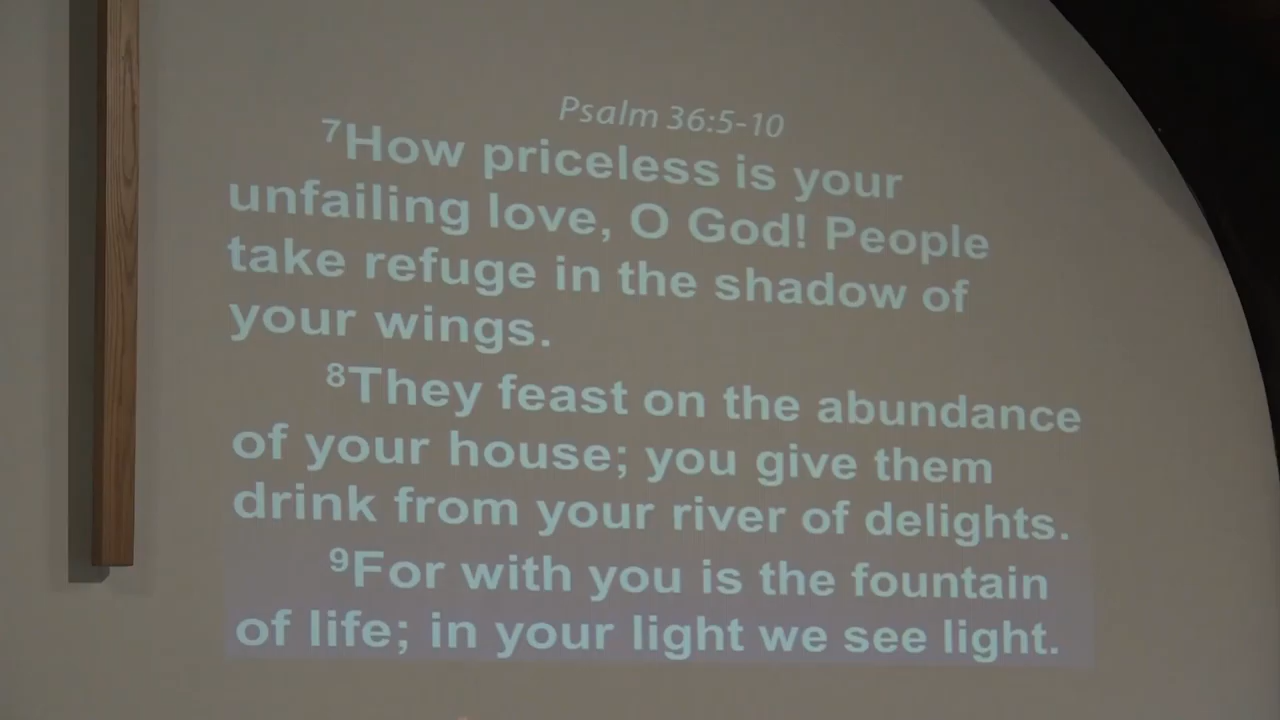 Psalm 36:5-10
7How priceless is your
unfailing love, O God! People
take refuge in the shadow of
your wings.
8They feast on the abundance
of your house; you give them
drink from your river of delights.
9For with you is the fountain
of life; in your light we see light.